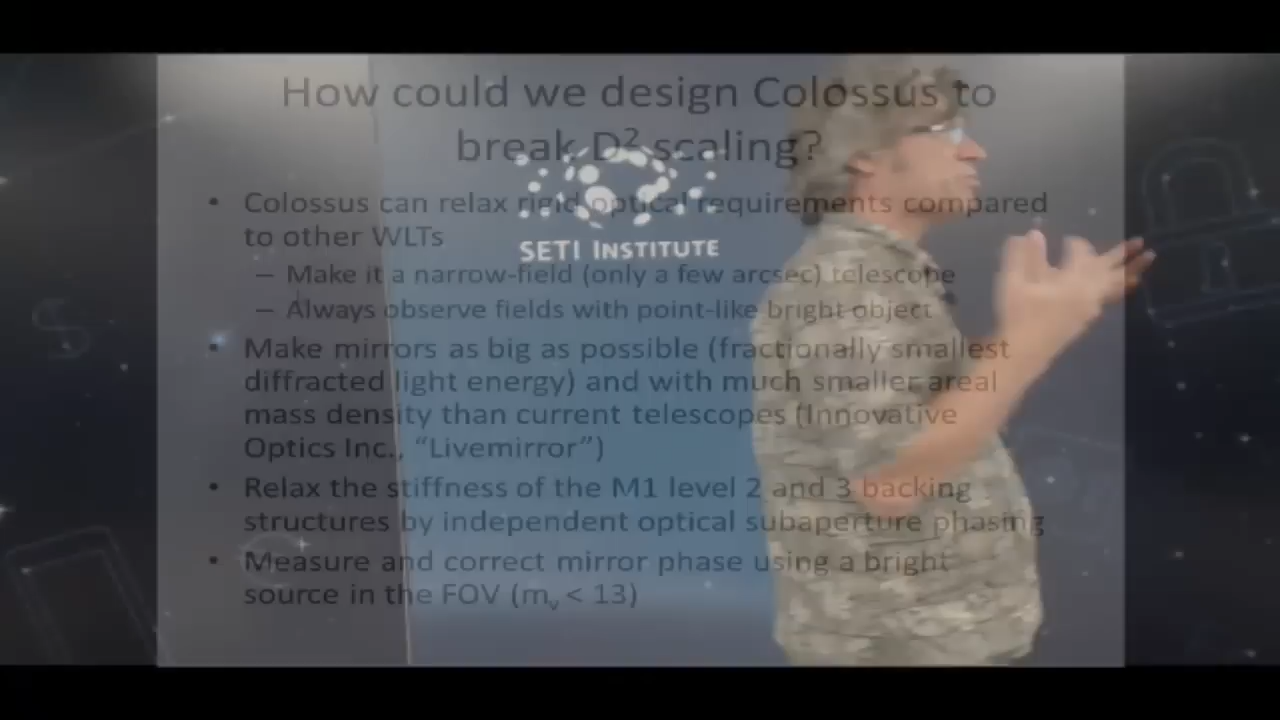 How could we design Colossus to
break D² scaling?
• Colossus can relax rigid optical requirements compared
to other WLTs
– Make it a narrow-field (only a few arcsec) telescope
– Always observe fields with point-like bright object
• Make mirrors as big as possible (fractionally smallest
diffracted light energy) and with much smaller areal
mass density than current telescopes (Innovative
Optics Inc., “Livemirror”)
• Relax the stiffness of the M1 level 2 and 3 backing
structures by independent optical subaperture phasing
• Measure and correct mirror phase using a bright
source in the FOV (mᵥ < 13)
SETI INSTITUTE
$
€